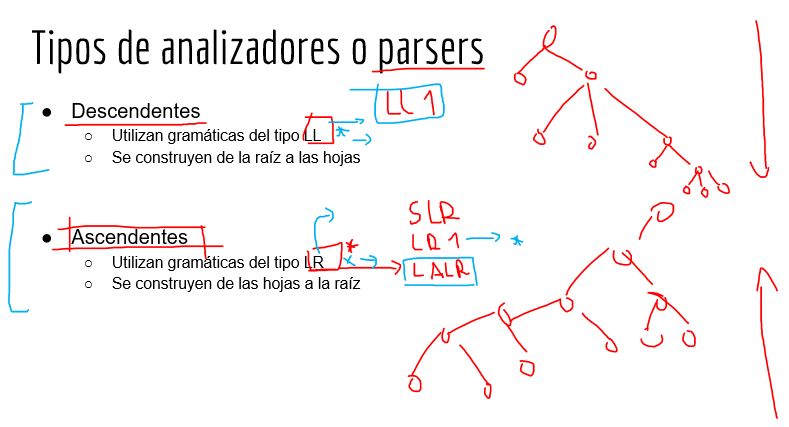 Tipos de analizadores o parsers
● Descendentes
LL 1
○ Utilizan gramáticas del tipo LL *
○ Se construyen de la raíz a las hojas
● Ascendentes
SLR
LR 1 *
LALR
○ Utilizan gramáticas del tipo LR *
○ Se construyen de las hojas a la raíz